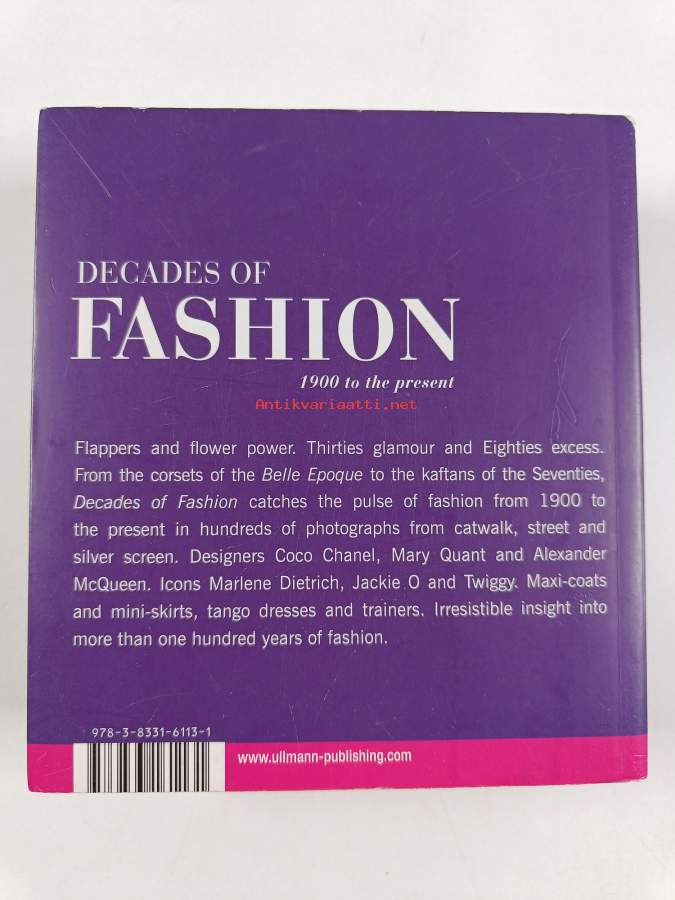 DECADES OF
FASHION
1900 to the present
Antikvariaatti.net
Flappers and flower power. Thirties glamour and Eighties excess.
From the corsets of the Belle Epoque to the kaftans of the Seventies,
Decades of Fashion catches the pulse of fashion from 1900 to
the present in hundreds of photographs from catwalk, street and
silver screen. Designers Coco Chanel, Mary Quant and Alexander
McQueen. Icons Marlene Dietrich, Jackie O and Twiggy. Maxi-coats
and mini-skirts, tango dresses and trainers. Irresistible insight into
more than one hundred years of fashion.
978-3-8331-6113-1
www.ullmann-publishing.com